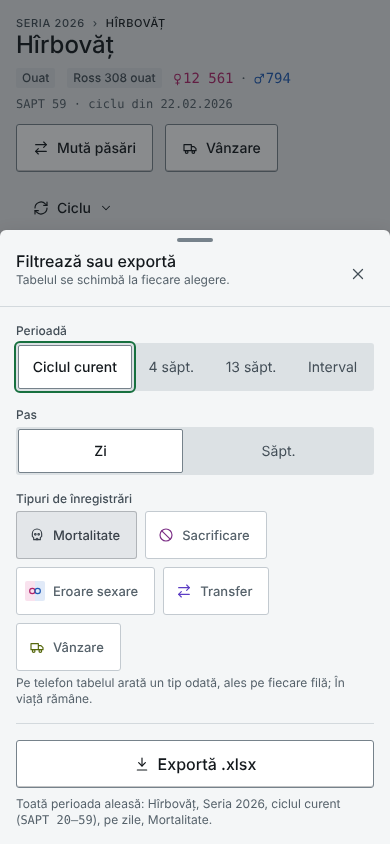 SERIA 2026 › HÎRBOVĂȚ
Hîrbovăț
Ouat Ross 308 ouat ♀12 561 · ♂794
SAPT 59 · ciclu din 22.02.2026
Mută păsări Vânzare
Ciclu
Filtrează sau exportă
Tabelul se schimbă la fiecare alegere.
Perioadă
Ciclul curent 4 săpt. 13 săpt. Interval
Pas
Zi Săpt.
Tipuri de înregistrări
Mortalitate Sacrificare
Eroare sexare Transfer
Vânzare
Pe telefon tabelul arată un tip odată, ales pe fiecare filă; În
viață rămâne.
Exportă .xlsx
Toată perioada aleasă: Hîrbovăț, Seria 2026, ciclul curent
(SAPT 20–59), pe zile, Mortalitate.